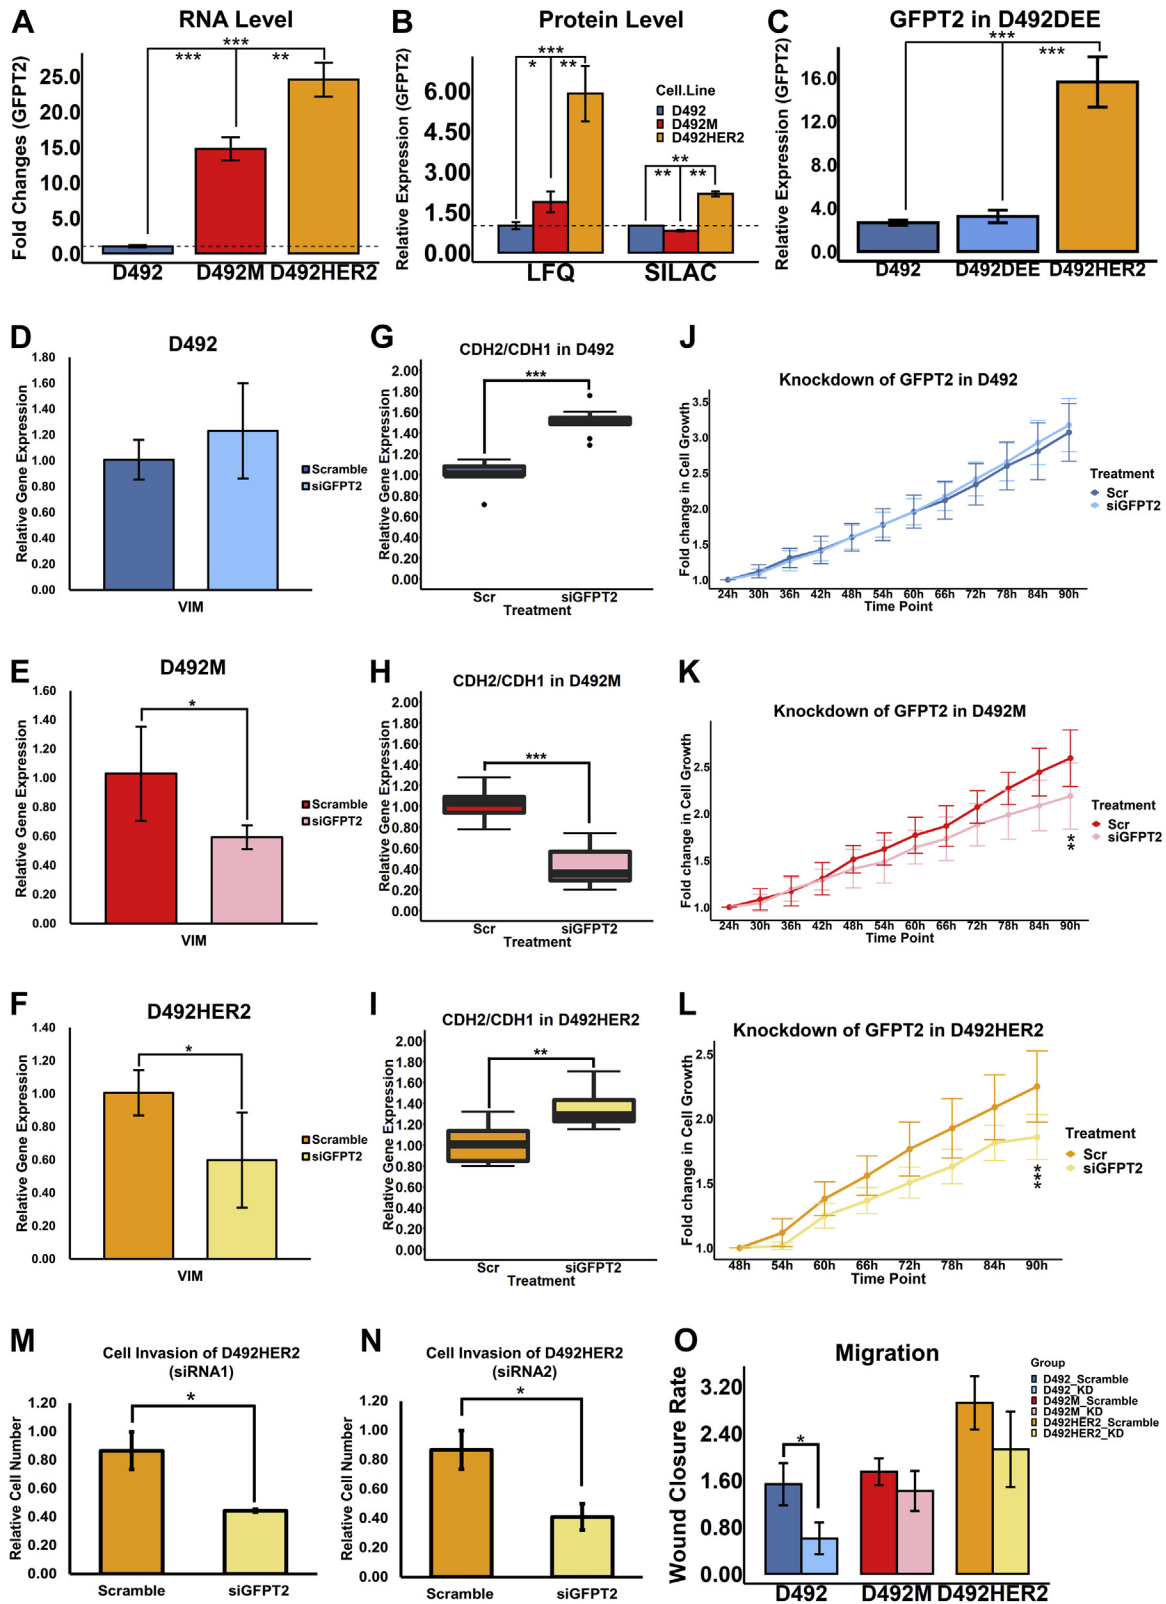 A
RNA Level
Fold Changes (GFPT2)
25.0
20.0
15.0
10.0
5.0
0.0
***
***
**
D492
D492M
D492HER2
B
Protein Level
Relative Expression (GFPT2)
6.00
4.50
3.00
1.50
0.00
***
*
**
**
**
**
Cell.Line
D492
D492M
D492HER2
LFQ
SILAC
C
GFPT2 in D492DEE
Relative Expression (GFPT2)
16.0
12.0
8.0
4.0
0.0
***
***
D492
D492DEE
D492HER2
D
D492
Relative Gene Expression
1.80
1.60
1.40
1.20
1.00
0.80
0.60
0.40
0.20
0.00
Scramble
siGFPT2
VIM
G
CDH2/CDH1 in D492
Relative Gene Expression
2.00
1.80
1.60
1.40
1.20
1.00
0.80
0.60
0.40
0.20
0.00
***
Scr
siGFPT2
Treatment
J
Knockdown of GFPT2 in D492
Fold change in Cell Growth
3.5
3.0
2.5
2.0
1.5
1.0
24h 30h 36h 42h 48h 54h 60h 66h 72h 78h 84h 90h
Time Point
Treatment
Scr
siGFPT2
E
D492M
Relative Gene Expression
1.60
1.40
1.20
1.00
0.80
0.60
0.40
0.20
0.00
*
Scramble
siGFPT2
VIM
H
CDH2/CDH1 in D492M
Relative Gene Expression
2.00
1.80
1.60
1.40
1.20
1.00
0.80
0.60
0.40
0.20
0.00
***
Scr
siGFPT2
Treatment
K
Knockdown of GFPT2 in D492M
Fold change in Cell Growth
2.5
2.0
1.5
1.0
24h 30h 36h 42h 48h 54h 60h 66h 72h 78h 84h 90h
Time Point
Treatment
Scr
siGFPT2
**
F
D492HER2
Relative Gene Expression
1.40
1.20
1.00
0.80
0.60
0.40
0.20
0.00
*
Scramble
siGFPT2
VIM
I
CDH2/CDH1 in D492HER2
Relative Gene Expression
2.00
1.80
1.60
1.40
1.20
1.00
0.80
0.60
0.40
0.20
0.00
**
Scr
siGFPT2
Treatment
L
Knockdown of GFPT2 in D492HER2
Fold change in Cell Growth
2.5
2.0
1.5
1.0
48h 54h 60h 66h 72h 78h 84h 90h
Time Point
Treatment
Scr
siGFPT2
***
M
Cell Invasion of D492HER2
(siRNA1)
Relative Cell Number
1.20
1.00
0.80
0.60
0.40
0.20
0.00
*
Scramble
siGFPT2
N
Cell Invasion of D492HER2
(siRNA2)
Relative Cell Number
1.20
1.00
0.80
0.60
0.40
0.20
0.00
*
Scramble
siGFPT2
O
Migration
Wound Closure Rate
3.20
2.40
1.60
0.80
0.00
*
D492
D492M
D492HER2
Group
D492_Scramble
D492_KD
D492M_Scramble
D492M_KD
D492HER2_Scramble
D492HER2_KD